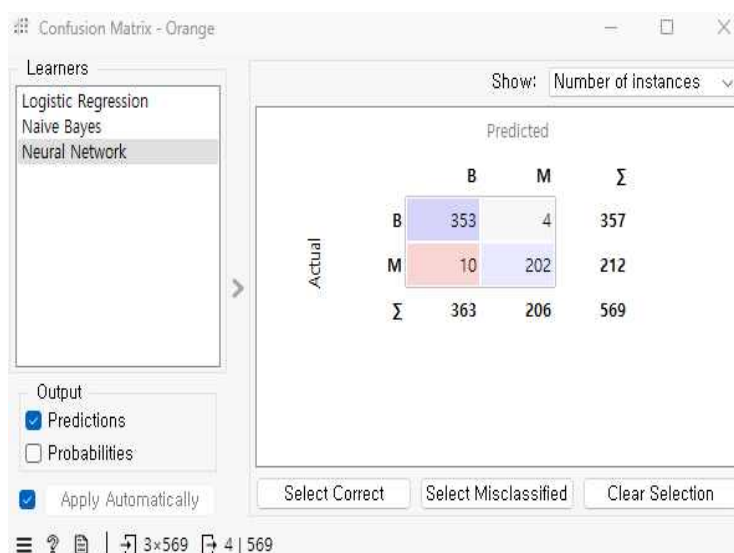 Confusion Matrix - Orange
Learners
Logistic Regression
Naive Bayes
Neural Network
Show: Number of instances
Predicted
B M Σ
Actual
B 353 4 357
M 10 202 212
Σ 363 206 569
Output
Predictions
Probabilities
Apply Automatically
Select Correct Select Misclassified Clear Selection
3×569 4 | 569